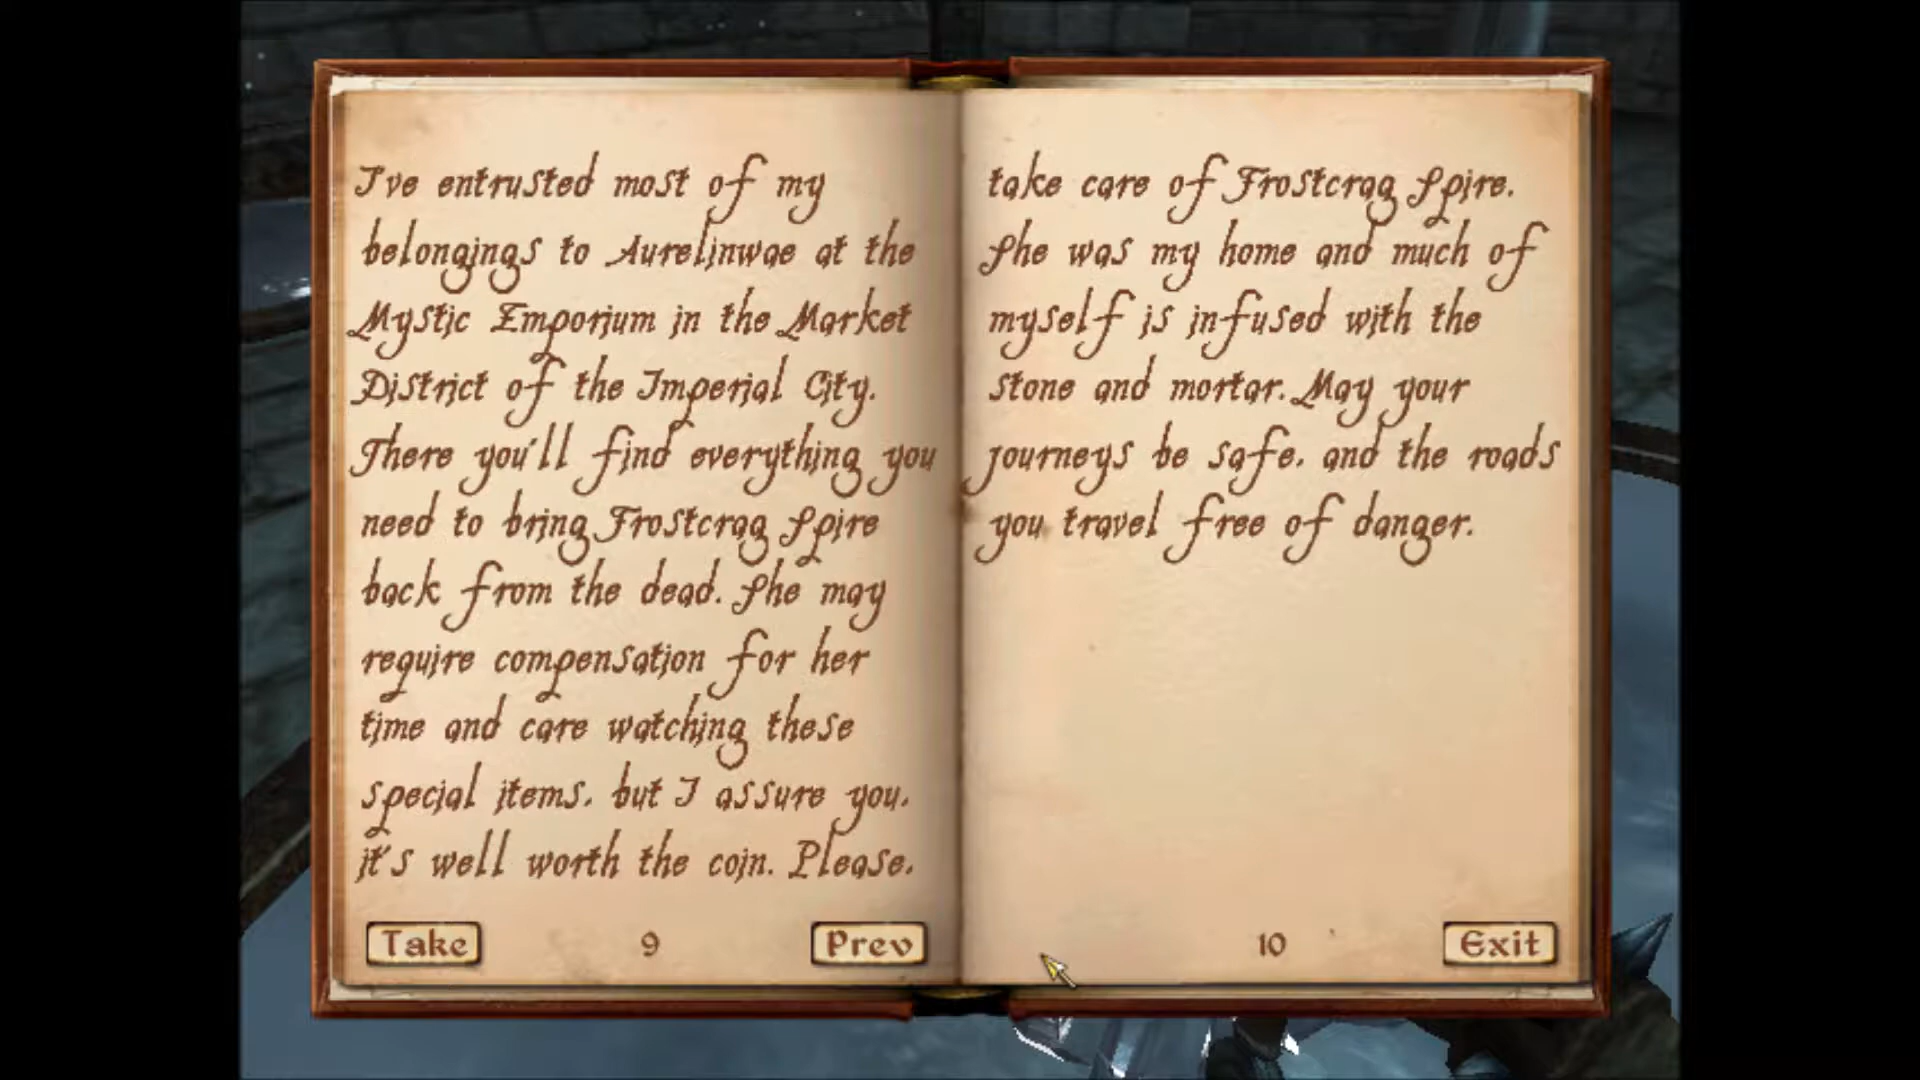 I've entrusted most of my
belongings to Aurelinwae at the
Mystic Emporium in the Market
District of the Imperial City.
There you'll find everything you
need to bring Frostcrag Spire
back from the dead. She may
require compensation for her
time and care watching these
special items, but I assure you,
it's well worth the coin. Please,
Take
9
Prev
take care of Frostcrag Spire.
She was my home and much of
myself is infused with the
stone and mortar. May your
journeys be safe, and the roads
you travel free of danger.
10
Exit